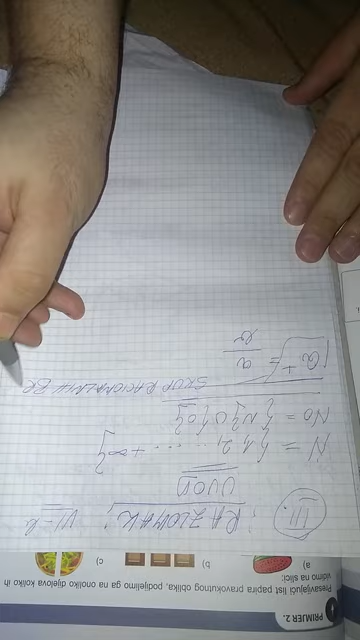 PRIMJER 2.
Presavijajući list papira pravokutnog oblika, podijelimo ga na onoliko dijelova koliko ih
vidimo na slici:
a) b) c)
III. RAZLOMAK; VI-
UVOD
N = { 1, 2, ..... +∞ }
N₀ = { N } ∪ { 0 }
SKUP RACIONALNIH BR
Q+ = a/b